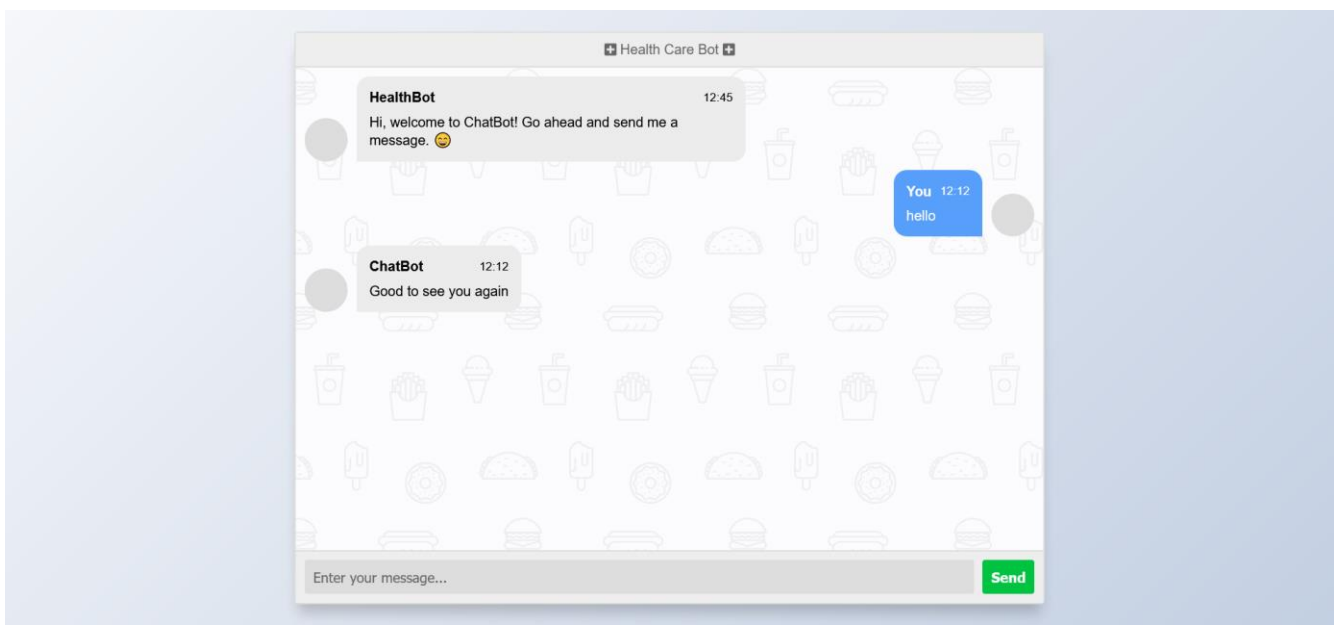 Health Care Bot
HealthBot 12:45
Hi, welcome to ChatBot! Go ahead and send me a
message. 😄
You 12:12
hello
ChatBot 12:12
Good to see you again
Enter your message...
Send